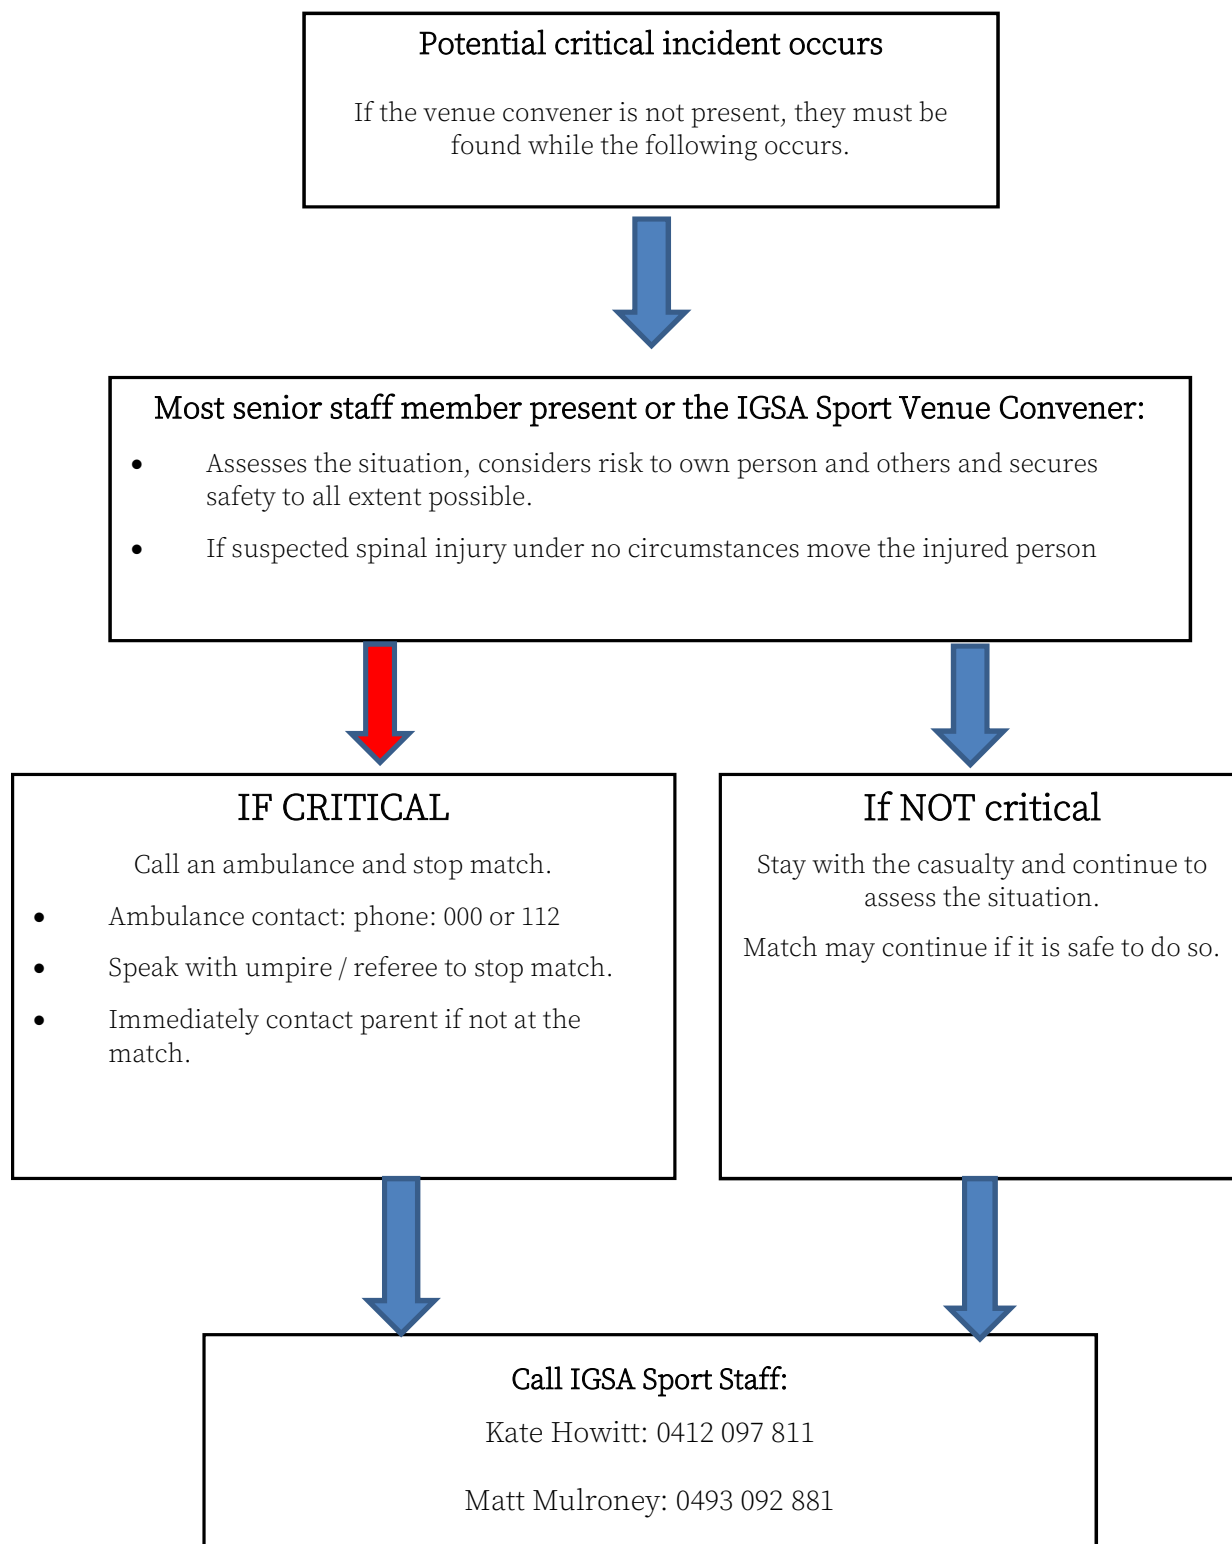 Potential critical incident occurs
If the venue convener is not present, they must be
found while the following occurs.
Most senior staff member present or the IGSA Sport Venue Convener:
• Assesses the situation, considers risk to own person and others and secures
safety to all extent possible.
• If suspected spinal injury under no circumstances move the injured person
IF CRITICAL
Call an ambulance and stop match.
• Ambulance contact: phone: 000 or 112
• Speak with umpire / referee to stop match.
• Immediately contact parent if not at the
match.
If NOT critical
Stay with the casualty and continue to
assess the situation.
Match may continue if it is safe to do so.
Call IGSA Sport Staff:
Kate Howitt: 0412 097 811
Matt Mulroney: 0493 092 881